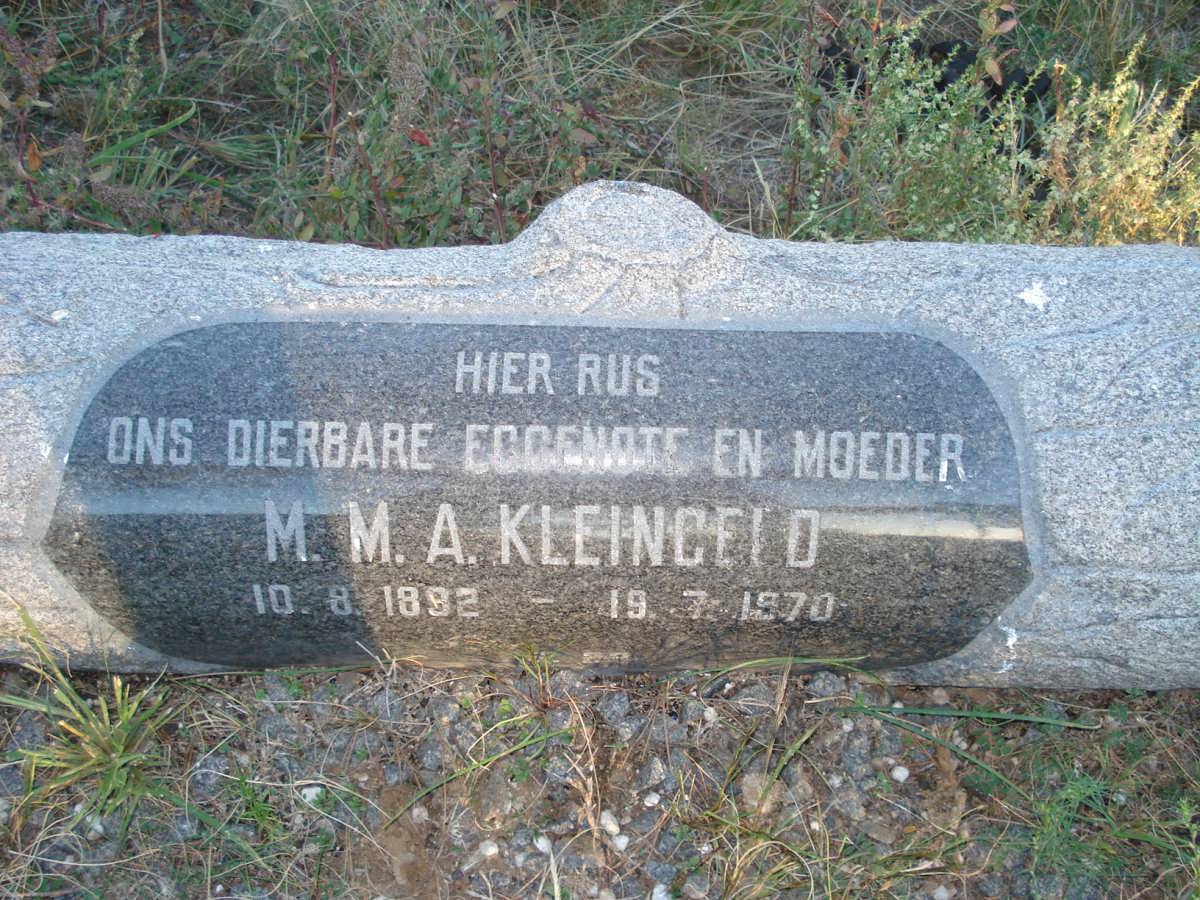 HIER RUS
ONS DIERBARE EGGENOTE EN MOEDER
M. M. A. KLEINGELD
10. 8. 1892 – 19. 7. 1970